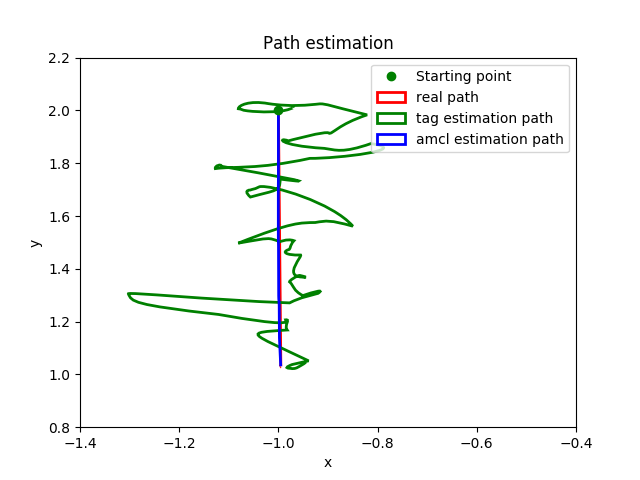 Path estimation
Starting point
real path
tag estimation path
amcl estimation path
2.2
2.0
1.8
1.6
1.4
1.2
1.0
0.8
y
−1.4
−1.2
−1.0
−0.8
−0.6
−0.4
x